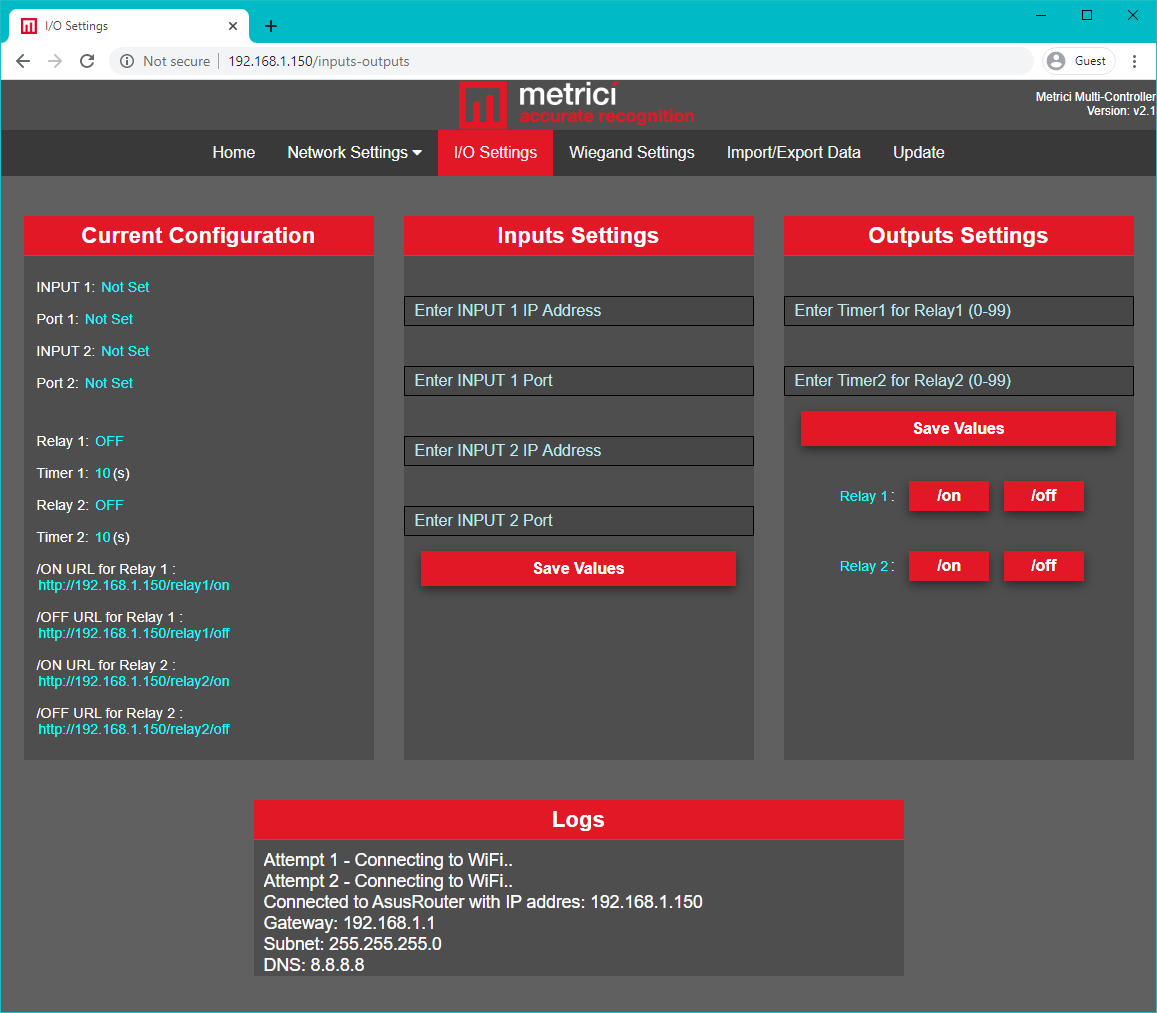 I/O Settings
Not secure
192.168.1.150/inputs-outputs
Guest
metrici
accurate recognition
Metrici Multi-Controller
Version: v2.1
Home
Network Settings
I/O Settings
Wiegand Settings
Import/Export Data
Update
Current Configuration
INPUT 1: Not Set
Port 1: Not Set
INPUT 2: Not Set
Port 2: Not Set
Relay 1: OFF
Timer 1: 10 (s)
Relay 2: OFF
Timer 2: 10 (s)
/ON URL for Relay 1 :
http://192.168.1.150/relay1/on
/OFF URL for Relay 1 :
http://192.168.1.150/relay1/off
/ON URL for Relay 2 :
http://192.168.1.150/relay2/on
/OFF URL for Relay 2 :
http://192.168.1.150/relay2/off
Inputs Settings
Enter INPUT 1 IP Address
Enter INPUT 1 Port
Enter INPUT 2 IP Address
Enter INPUT 2 Port
Save Values
Outputs Settings
Enter Timer1 for Relay1 (0-99)
Enter Timer2 for Relay2 (0-99)
Save Values
Relay 1 : /on /off
Relay 2 : /on /off
Logs
Attempt 1 - Connecting to WiFi..
Attempt 2 - Connecting to WiFi..
Connected to AsusRouter with IP addres: 192.168.1.150
Gateway: 192.168.1.1
Subnet: 255.255.255.0
DNS: 8.8.8.8